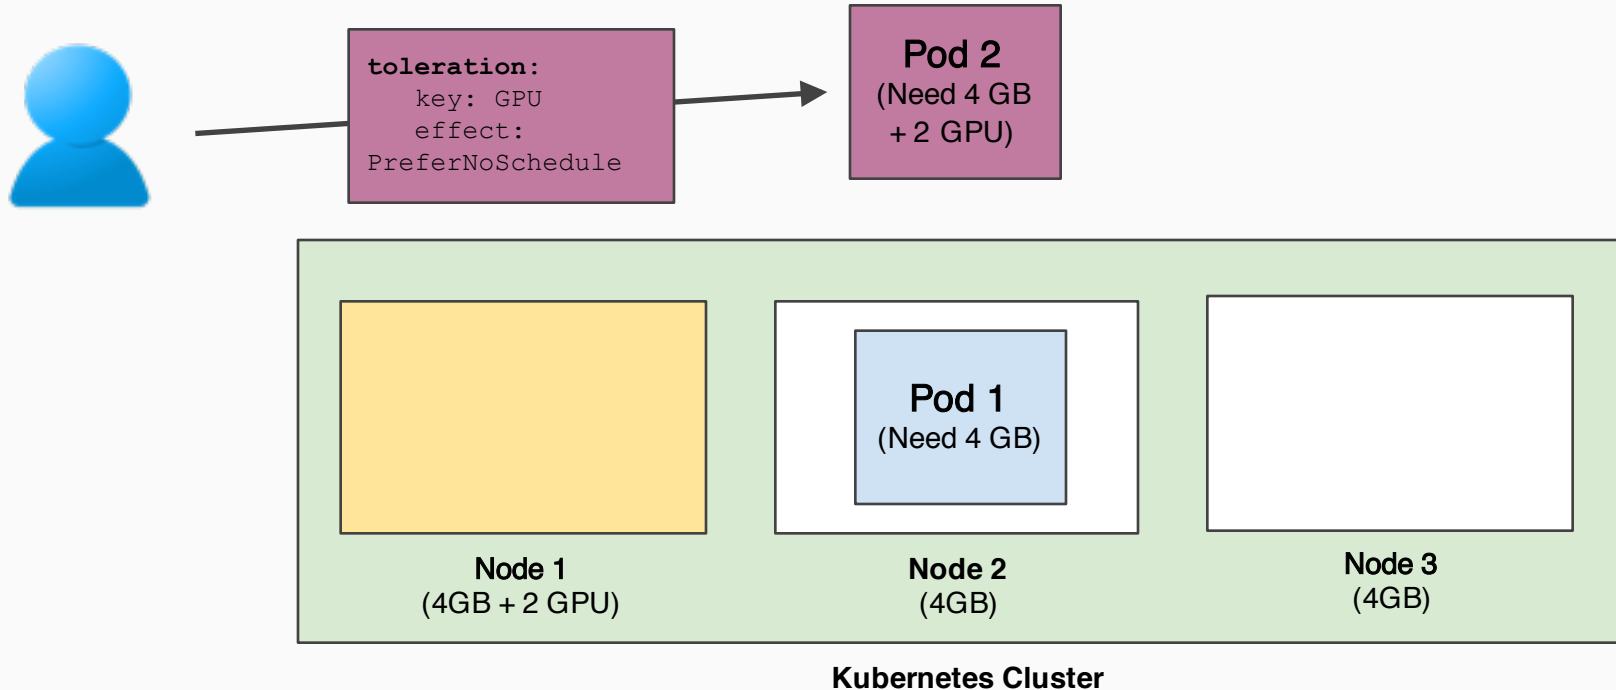 toleration:
key: GPU
effect:
PreferNoSchedule
Pod 2
(Need 4 GB
+ 2 GPU)
Pod 1
(Need 4 GB)
Node 1
(4GB + 2 GPU)
Node 2
(4GB)
Node 3
(4GB)
Kubernetes Cluster